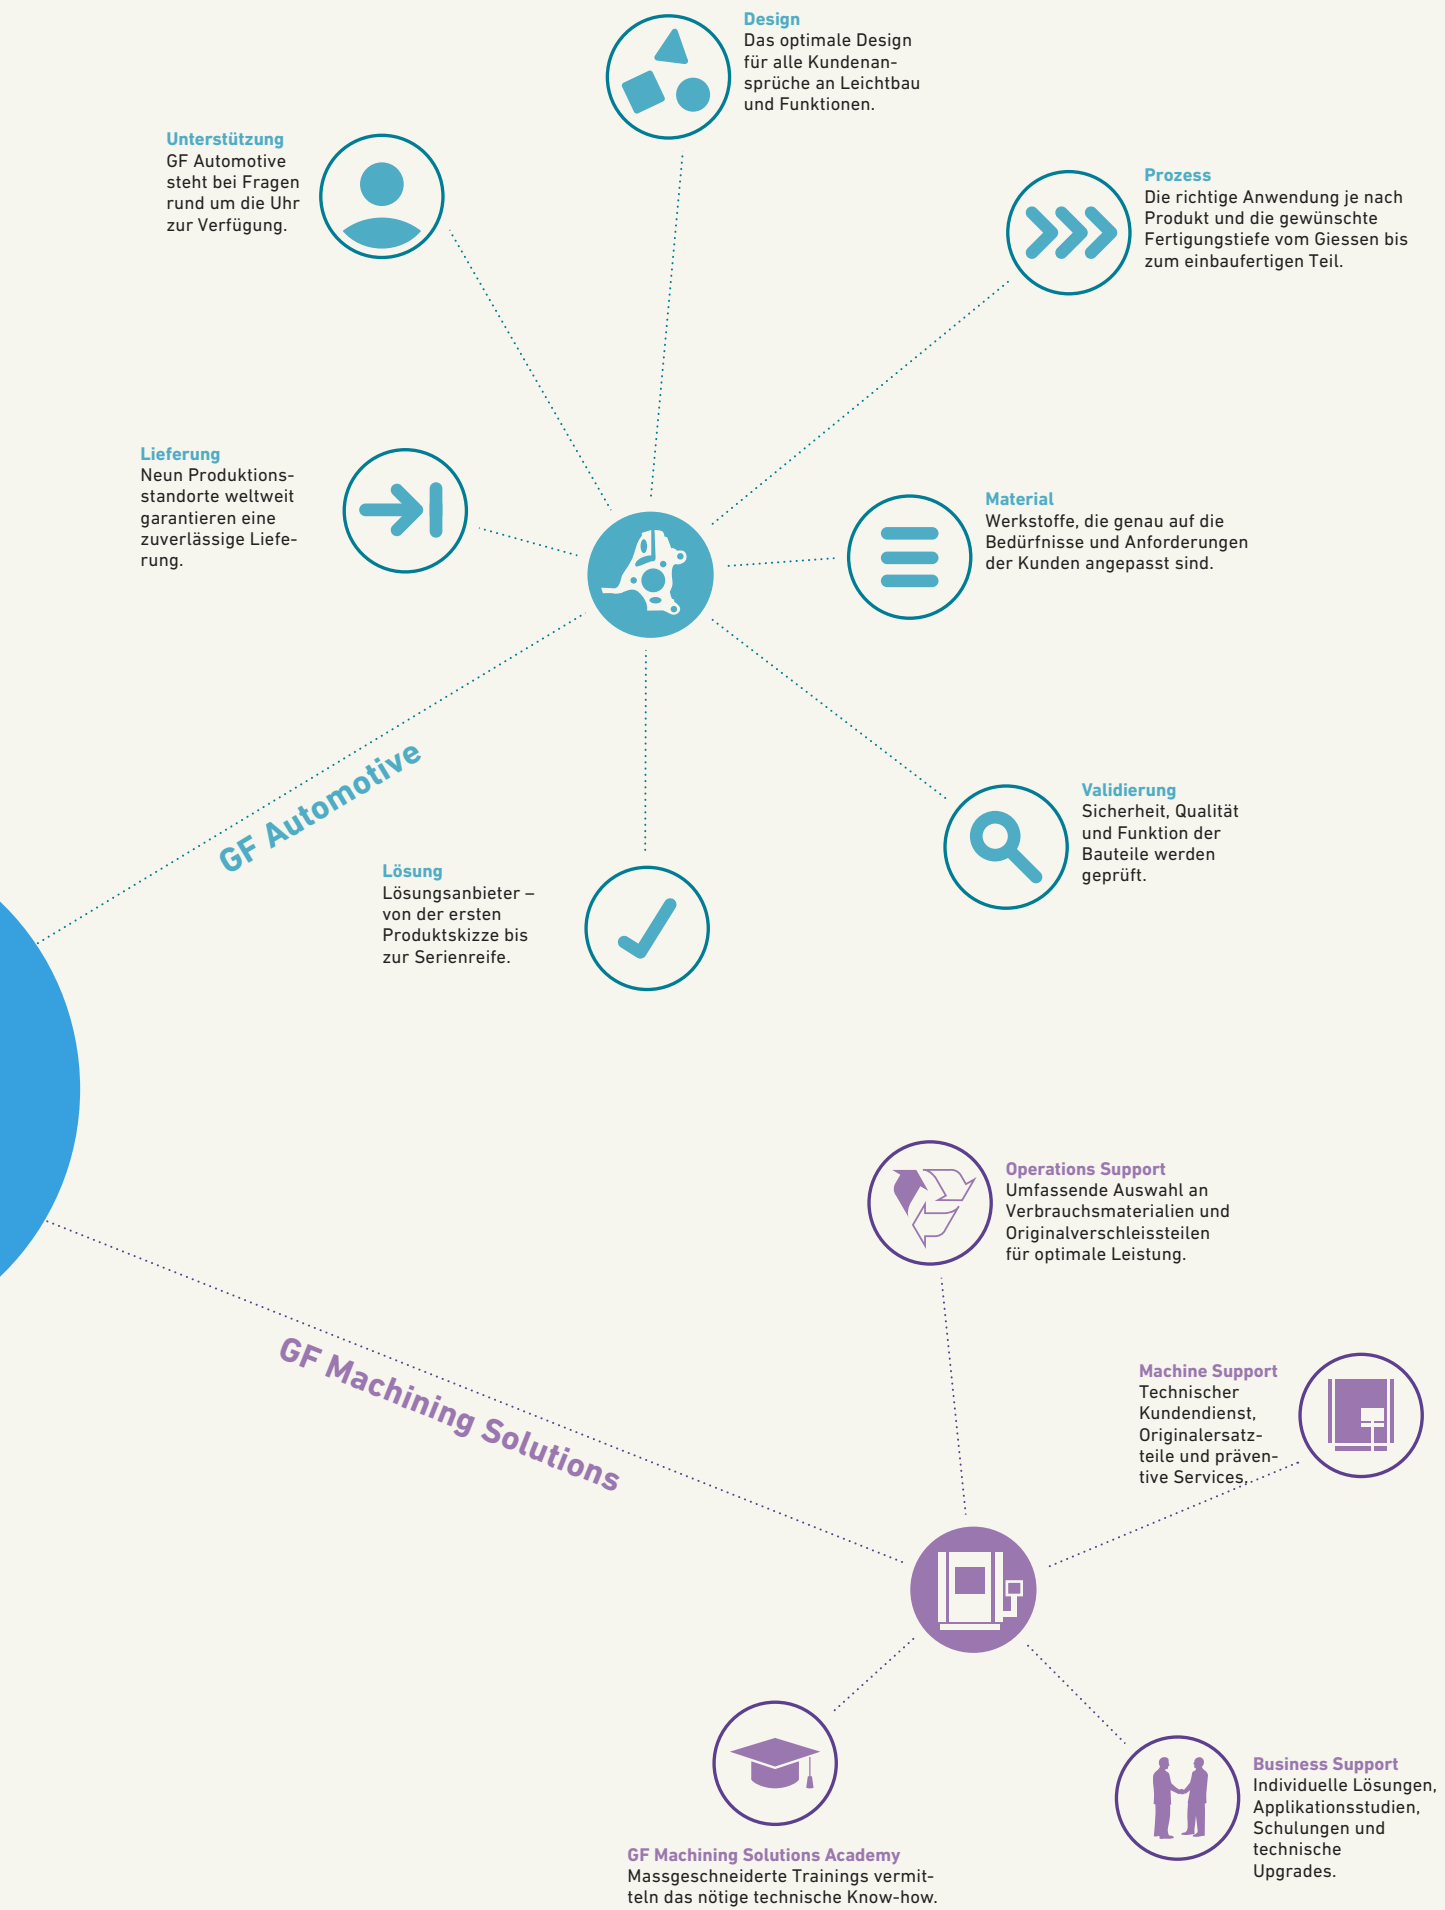 Design
Das optimale Design
für alle Kundenan-
sprüche an Leichtbau
und Funktionen.
Unterstützung
GF Automotive
steht bei Fragen
rund um die Uhr
zur Verfügung.
Prozess
Die richtige Anwendung je nach
Produkt und die gewünschte
Fertigungstiefe vom Giessen bis
zum einbaufertigen Teil.
Lieferung
Neun Produktions-
standorte weltweit
garantieren eine
zuverlässige Liefe-
rung.
Material
Werkstoffe, die genau auf die
Bedürfnisse und Anforderungen
der Kunden angepasst sind.
GF Automotive
Validierung
Sicherheit, Qualität
und Funktion der
Bauteile werden
geprüft.
Lösung
Lösungsanbieter –
von der ersten
Produktskizze bis
zur Serienreife.
Operations Support
Umfassende Auswahl an
Verbrauchsmaterialien und
Originalverschleissteilen
für optimale Leistung.
GF Machining Solutions
Machine Support
Technischer
Kundendienst,
Originalersatz-
teile und präven-
tive Services.
Business Support
Individuelle Lösungen,
Applikationsstudien,
Schulungen und
technische
Upgrades.
GF Machining Solutions Academy
Massgeschneiderte Trainings vermit-
teln das nötige technische Know-how.